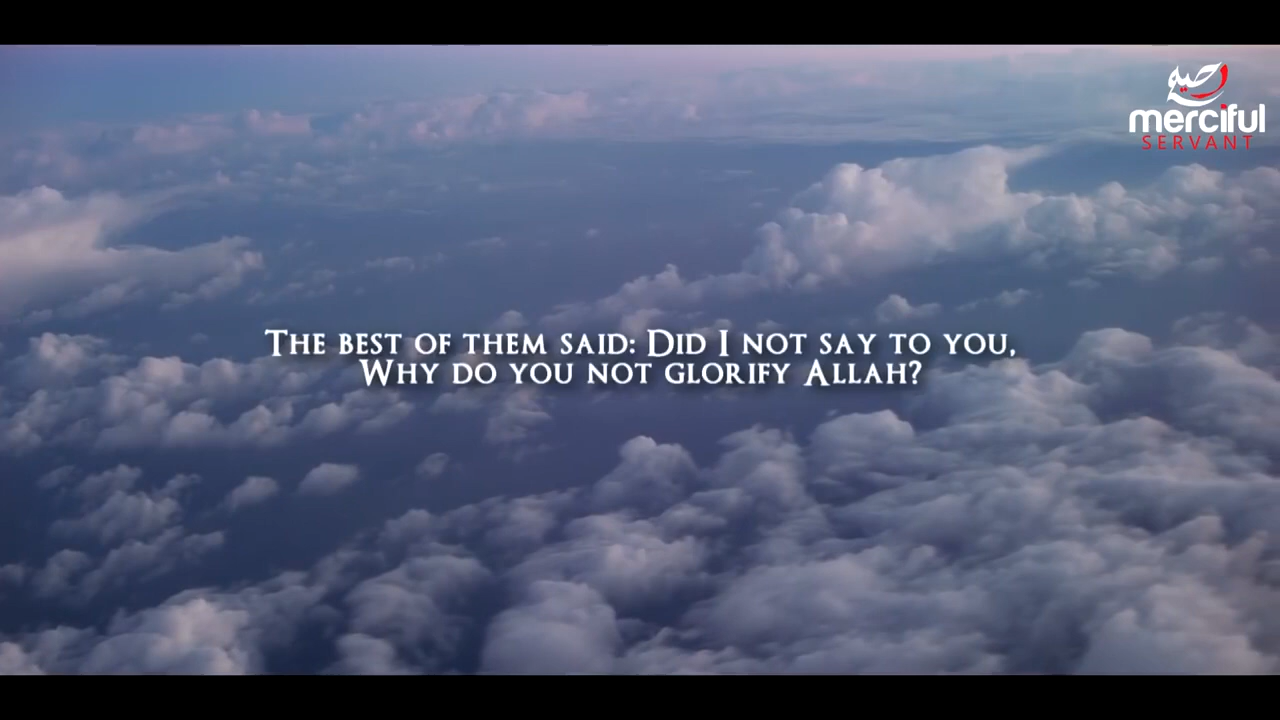 merciful
SERVANT
The best of them said: Did I not say to you,
Why do you not glorify Allah?